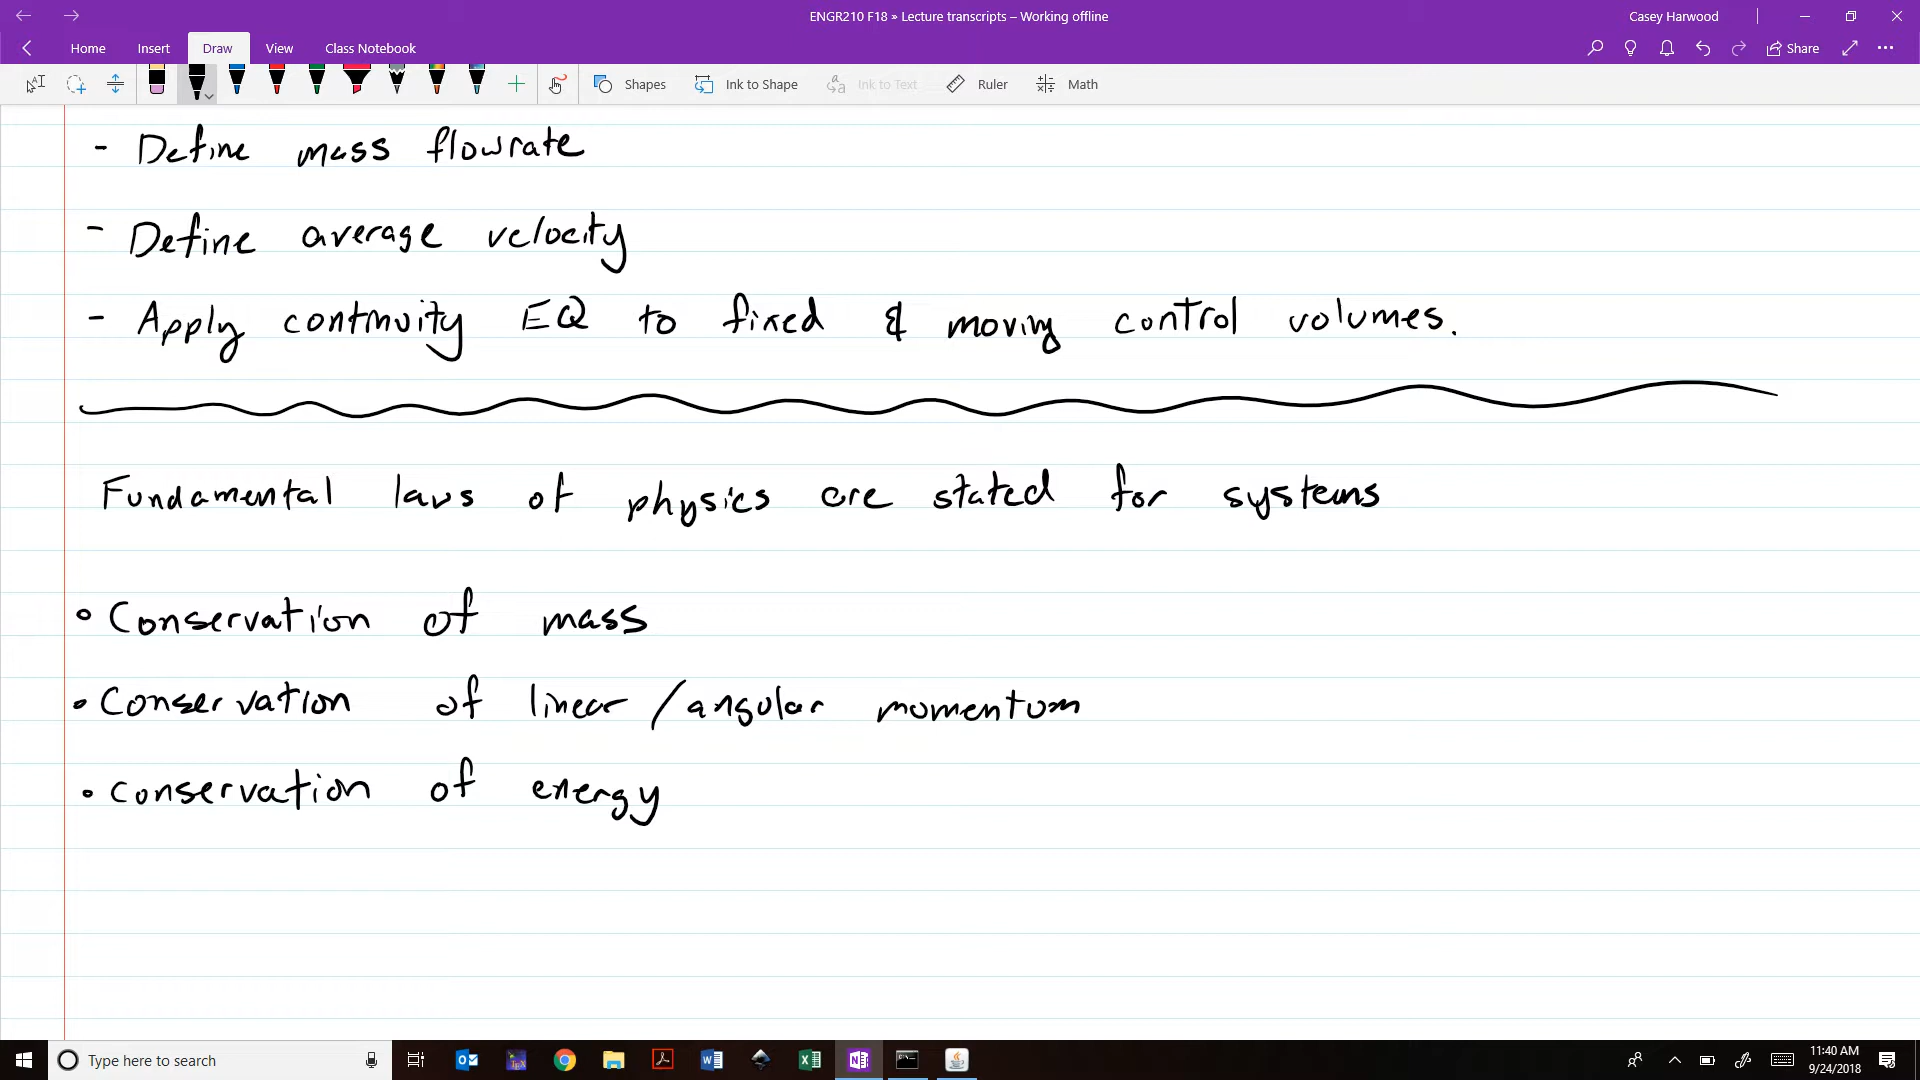 ENGR210 F18 » Lecture transcripts – Working offline
Casey Harwood
Home Insert Draw View Class Notebook
Share
Shapes Ink to Shape Ink to Text Ruler Math
- Define mass flowrate
- Define average velocity
- Apply continuity EQ to fixed & moving control volumes.
Fundamental laws of physics are stated for systems
• Conservation of mass
• Conservation of linear/angular momentum
• conservation of energy
Type here to search
11:40 AM
9/24/2018